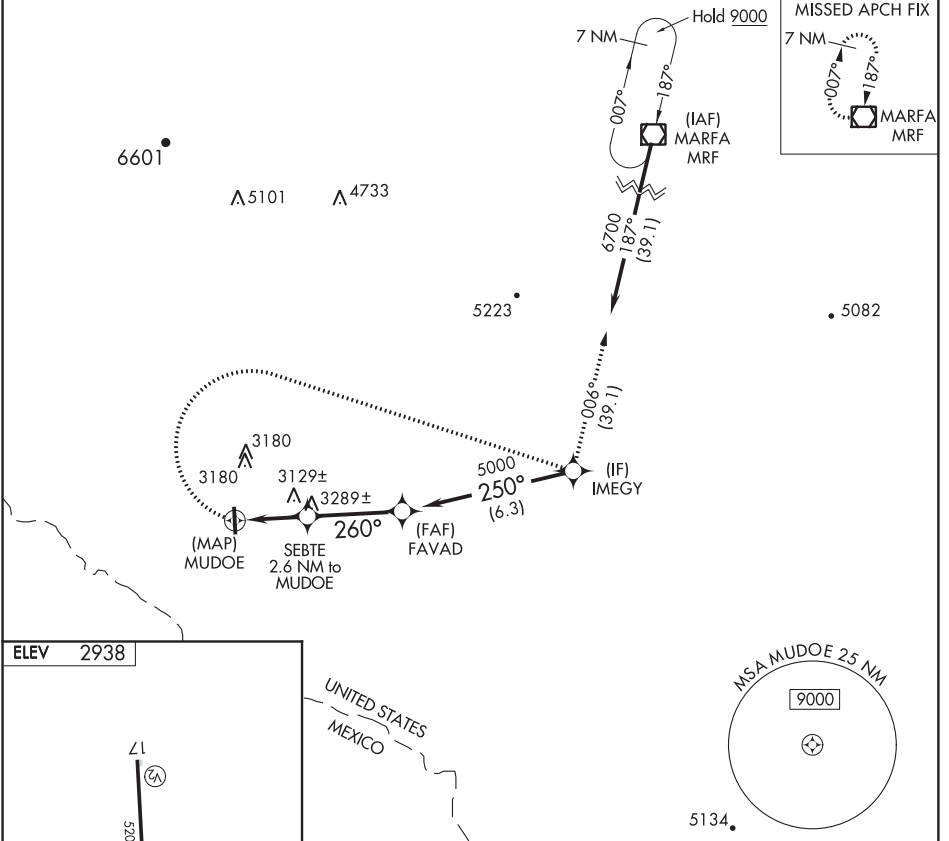 Hold 9000
7 NM
007°
187°
(IAF)
MARFA
MRF
MISSED APCH FIX
7 NM
007°
187°
MARFA
MRF
6601
5101
4733
6700
187°
(39.1)
5223
5082
006°
(39.1)
3180
3180
3129±
3289±
5000
250°
(6.3)
(IF)
IMEGY
260°
(FAF)
FAVAD
(MAP)
MUDOE
SEBTE
2.6 NM to
MUDOE
ELEV 2938
17
V2
520
UNITED STATES
MEXICO
MSA MUDOE 25 NM
9000
5134